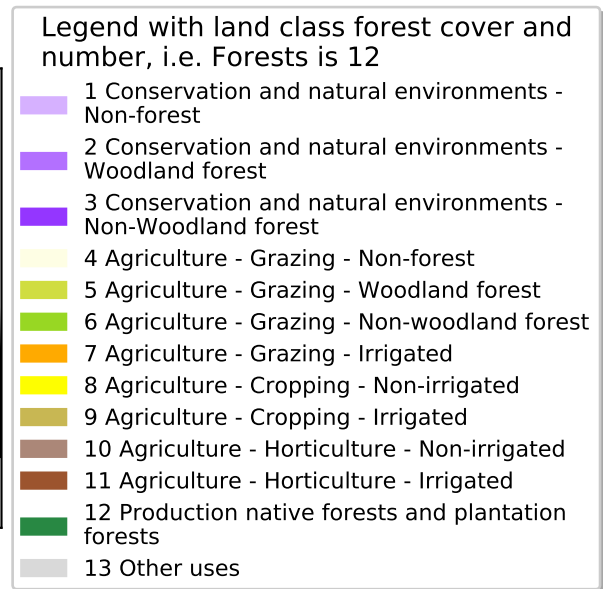 Legend with land class forest cover and
number, i.e. Forests is 12
1 Conservation and natural environments -
Non-forest
2 Conservation and natural environments -
Woodland forest
3 Conservation and natural environments -
Non-Woodland forest
4 Agriculture - Grazing - Non-forest
5 Agriculture - Grazing - Woodland forest
6 Agriculture - Grazing - Non-woodland forest
7 Agriculture - Grazing - Irrigated
8 Agriculture - Cropping - Non-irrigated
9 Agriculture - Cropping - Irrigated
10 Agriculture - Horticulture - Non-irrigated
11 Agriculture - Horticulture - Irrigated
12 Production native forests and plantation
forests
13 Other uses